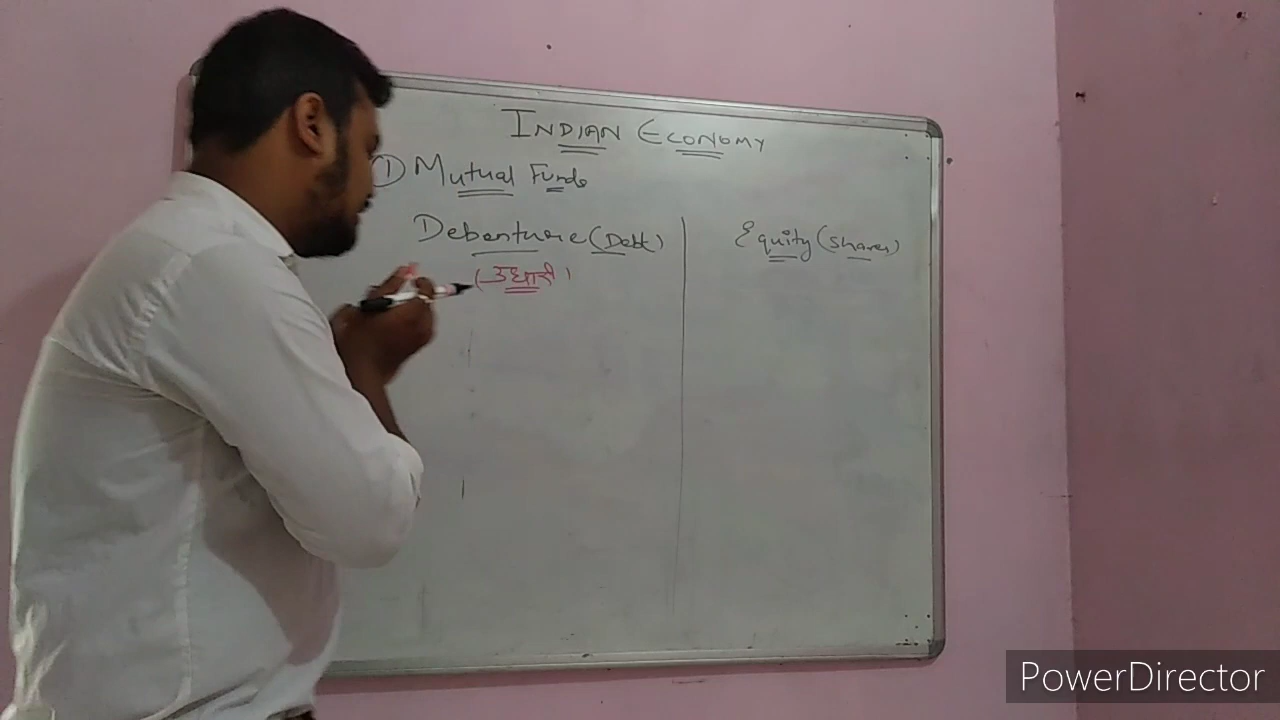 INDIAN ECONOMY
1) Mutual Funds
Debenture (Debt)
(उधारी)
Equity (Shares)
PowerDirector